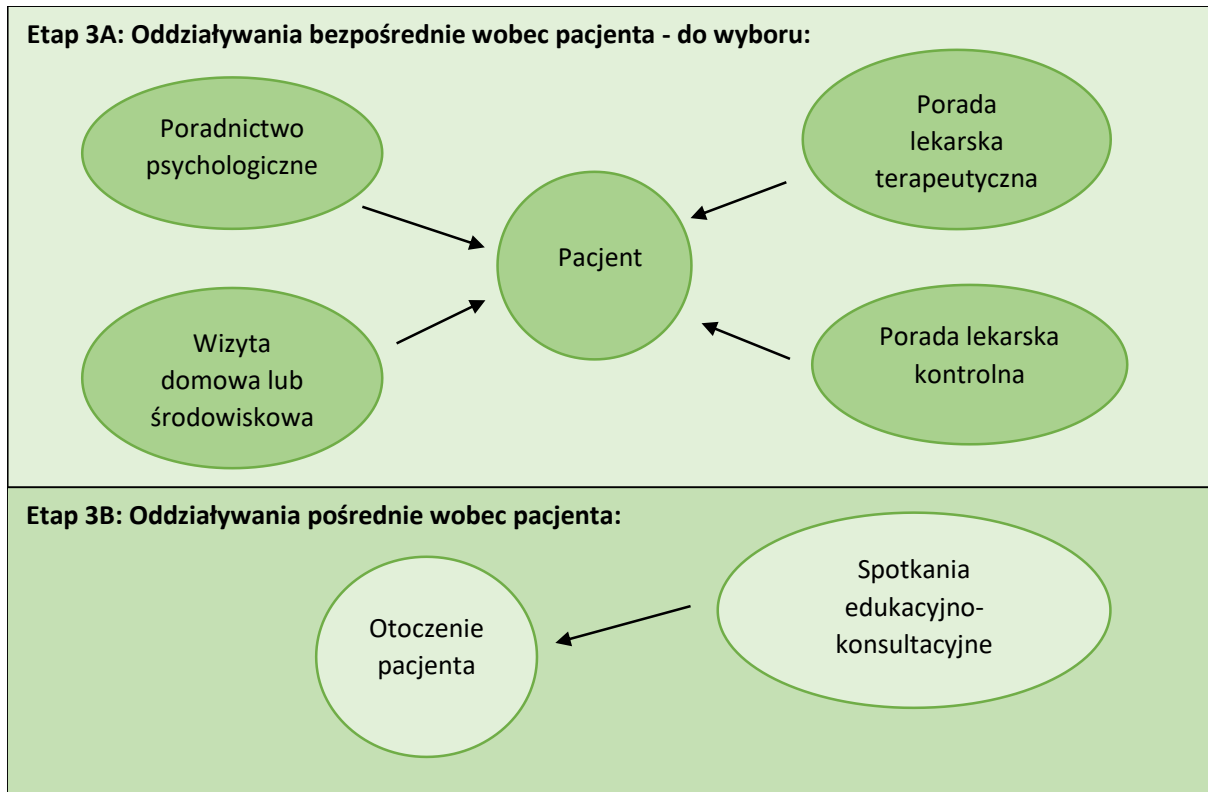 Etap 3A: Oddziaływania bezpośrednie wobec pacjenta - do wyboru:
Poradnictwo
psychologiczne
Porada
lekarska
terapeutyczna
Pacjent
Wizyta
domowa lub
środowiskowa
Porada lekarska
kontrolna
Etap 3B: Oddziaływania pośrednie wobec pacjenta:
Otoczenie
pacjenta
Spotkania
edukacyjno-
konsultacyjne